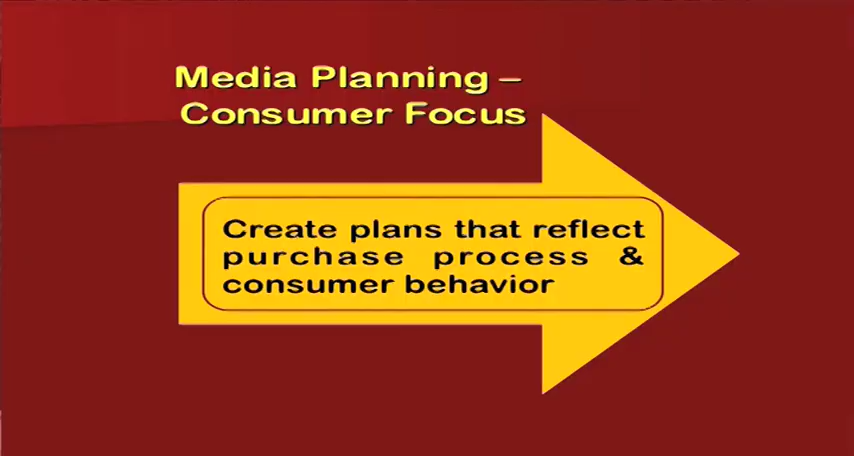 Media Planning –
Consumer Focus
Create plans that reflect
purchase process &
consumer behavior